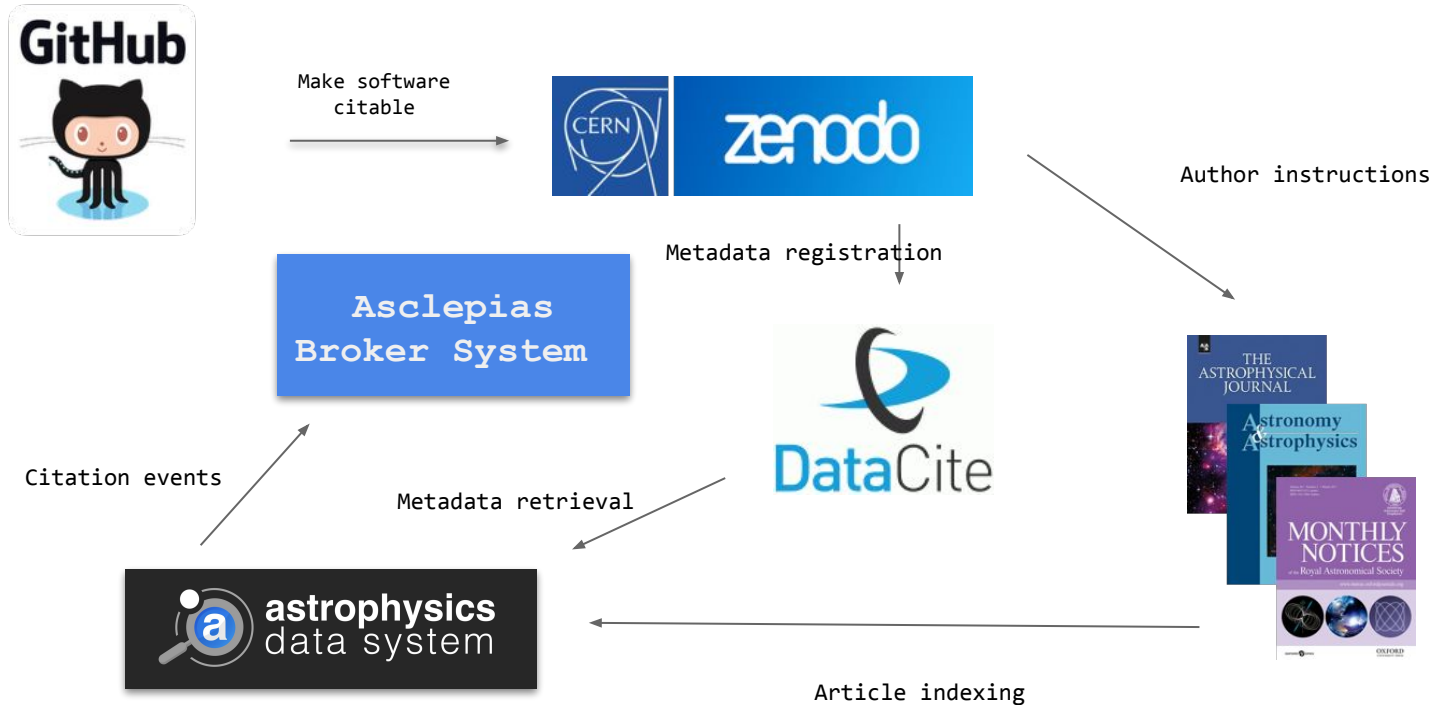 GitHub
Make software
citable
CERN
zenodo
Author instructions
Metadata registration
Asclepias
Broker System
DataCite
THE
ASTROPHYSICAL
JOURNAL
Astronomy
&
Astrophysics
Citation events
Metadata retrieval
MONTHLY
NOTICES
of the Royal Astronomical Society
a
astrophysics
data system
OXFORD
Article indexing